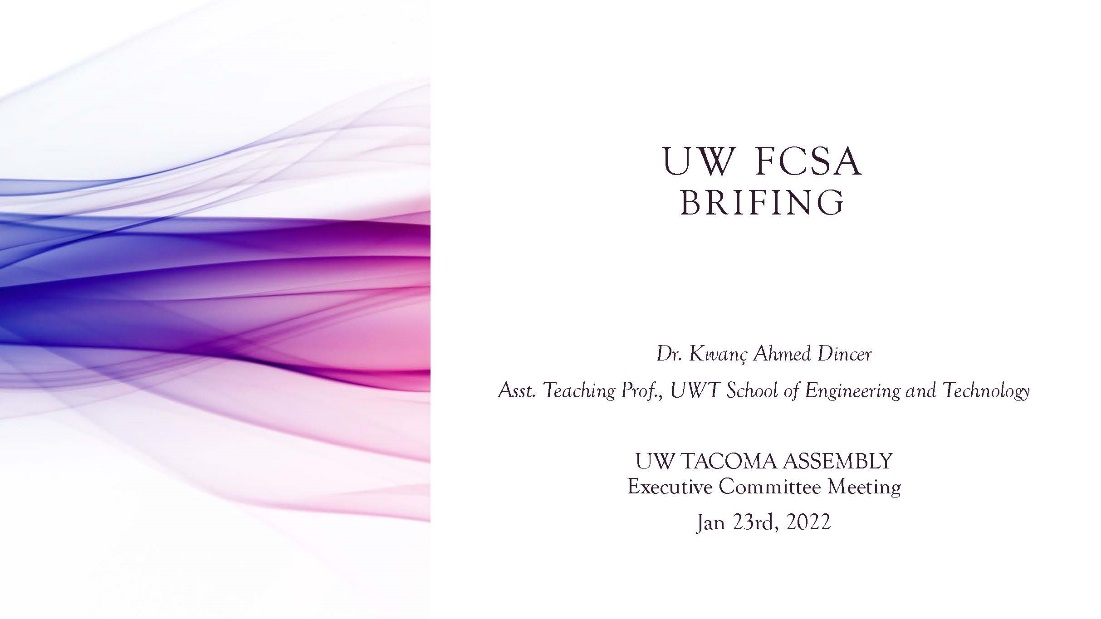 UW FCSA
BRIFING
Dr. Kıvanç Ahmed Dincer
Asst. Teaching Prof., UWT School of Engineering and Technology
UW TACOMA ASSEMBLY
Executive Committee Meeting
Jan 23rd, 2022